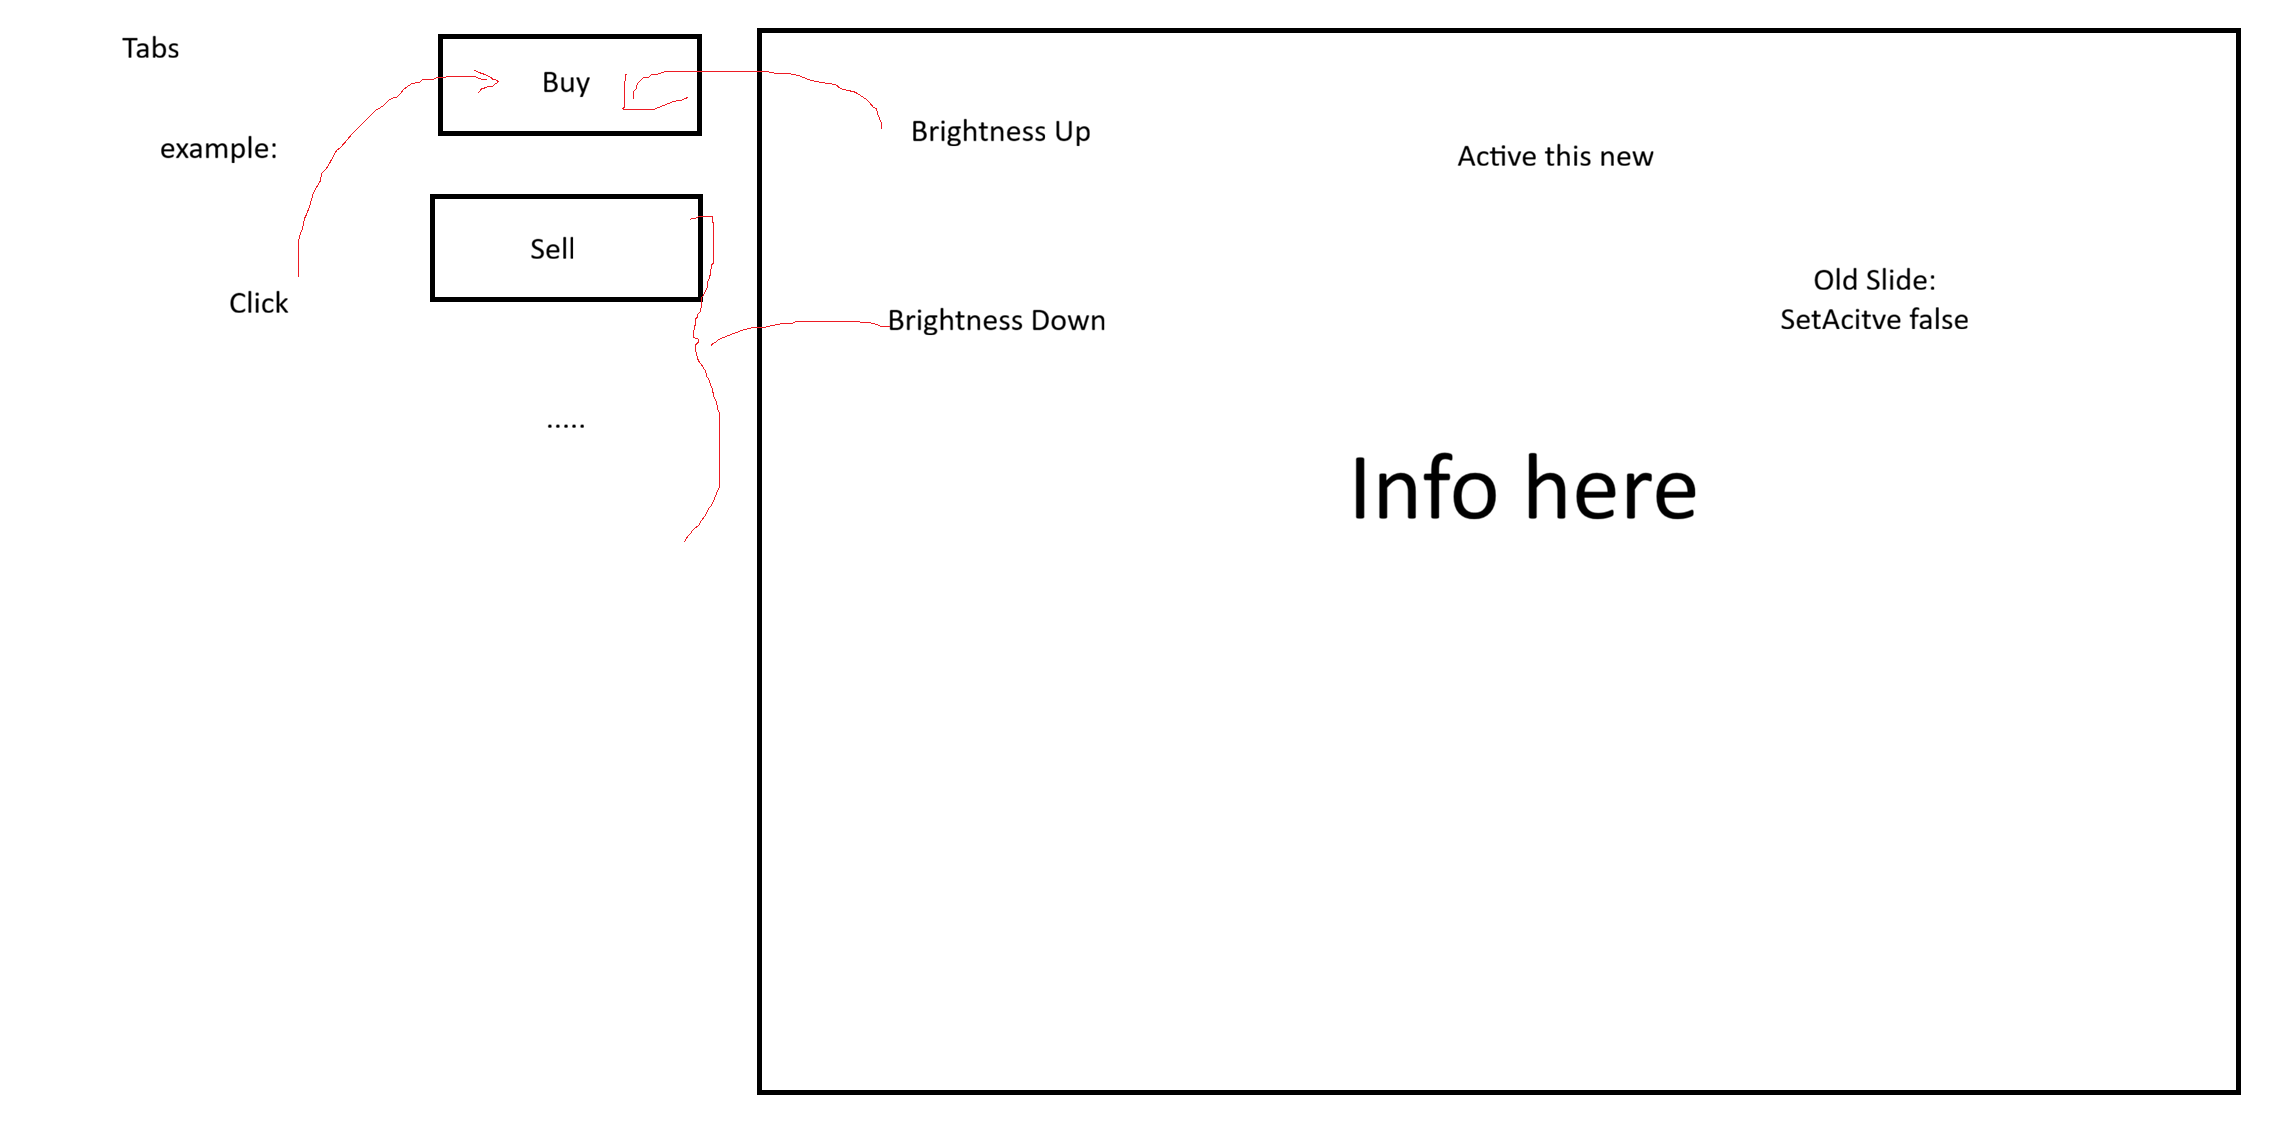 Tabs
Buy
example:
Brightness Up
Active this new
Sell
Click
Old Slide:
SetAcitve false
Brightness Down
.....
Info here